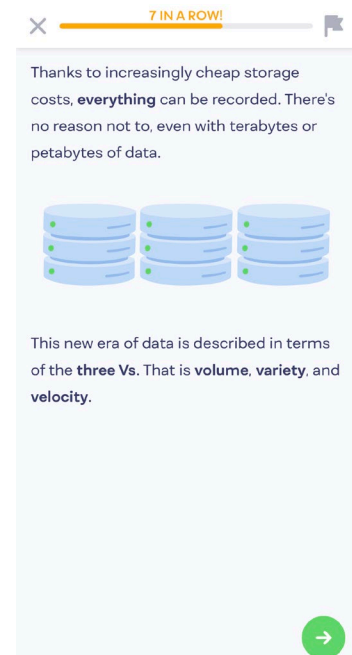 7 IN A ROW!
Thanks to increasingly cheap storage
costs, everything can be recorded. There's
no reason not to, even with terabytes or
petabytes of data.
This new era of data is described in terms
of the three Vs. That is volume, variety, and
velocity.